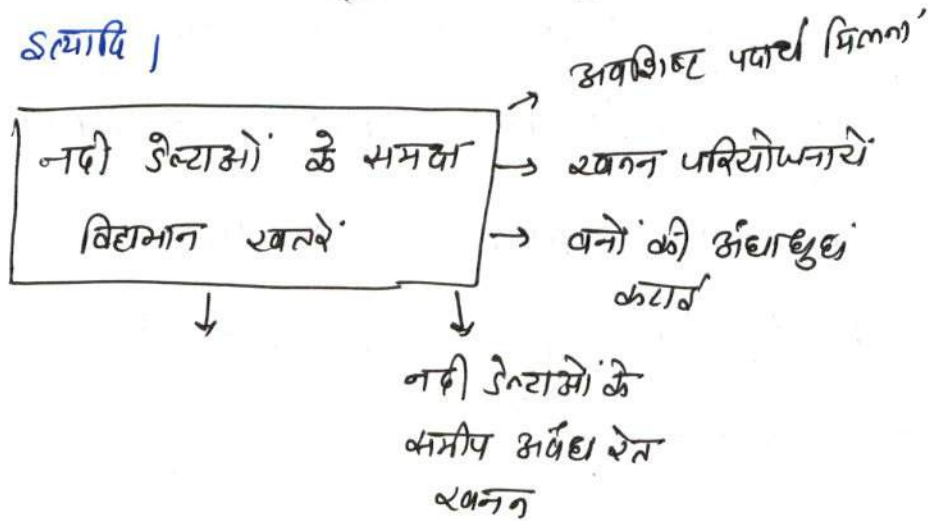 इत्यादि |
नदी डेल्टाओं के समक्ष
विद्यमान खतरें
अवशिष्ट पदार्थ मिलना
खनन परियोजनायें
वनों की अंधाधुधं
कटाई
नदी डेल्टाओं के
समीप अवैध रेत
खनन